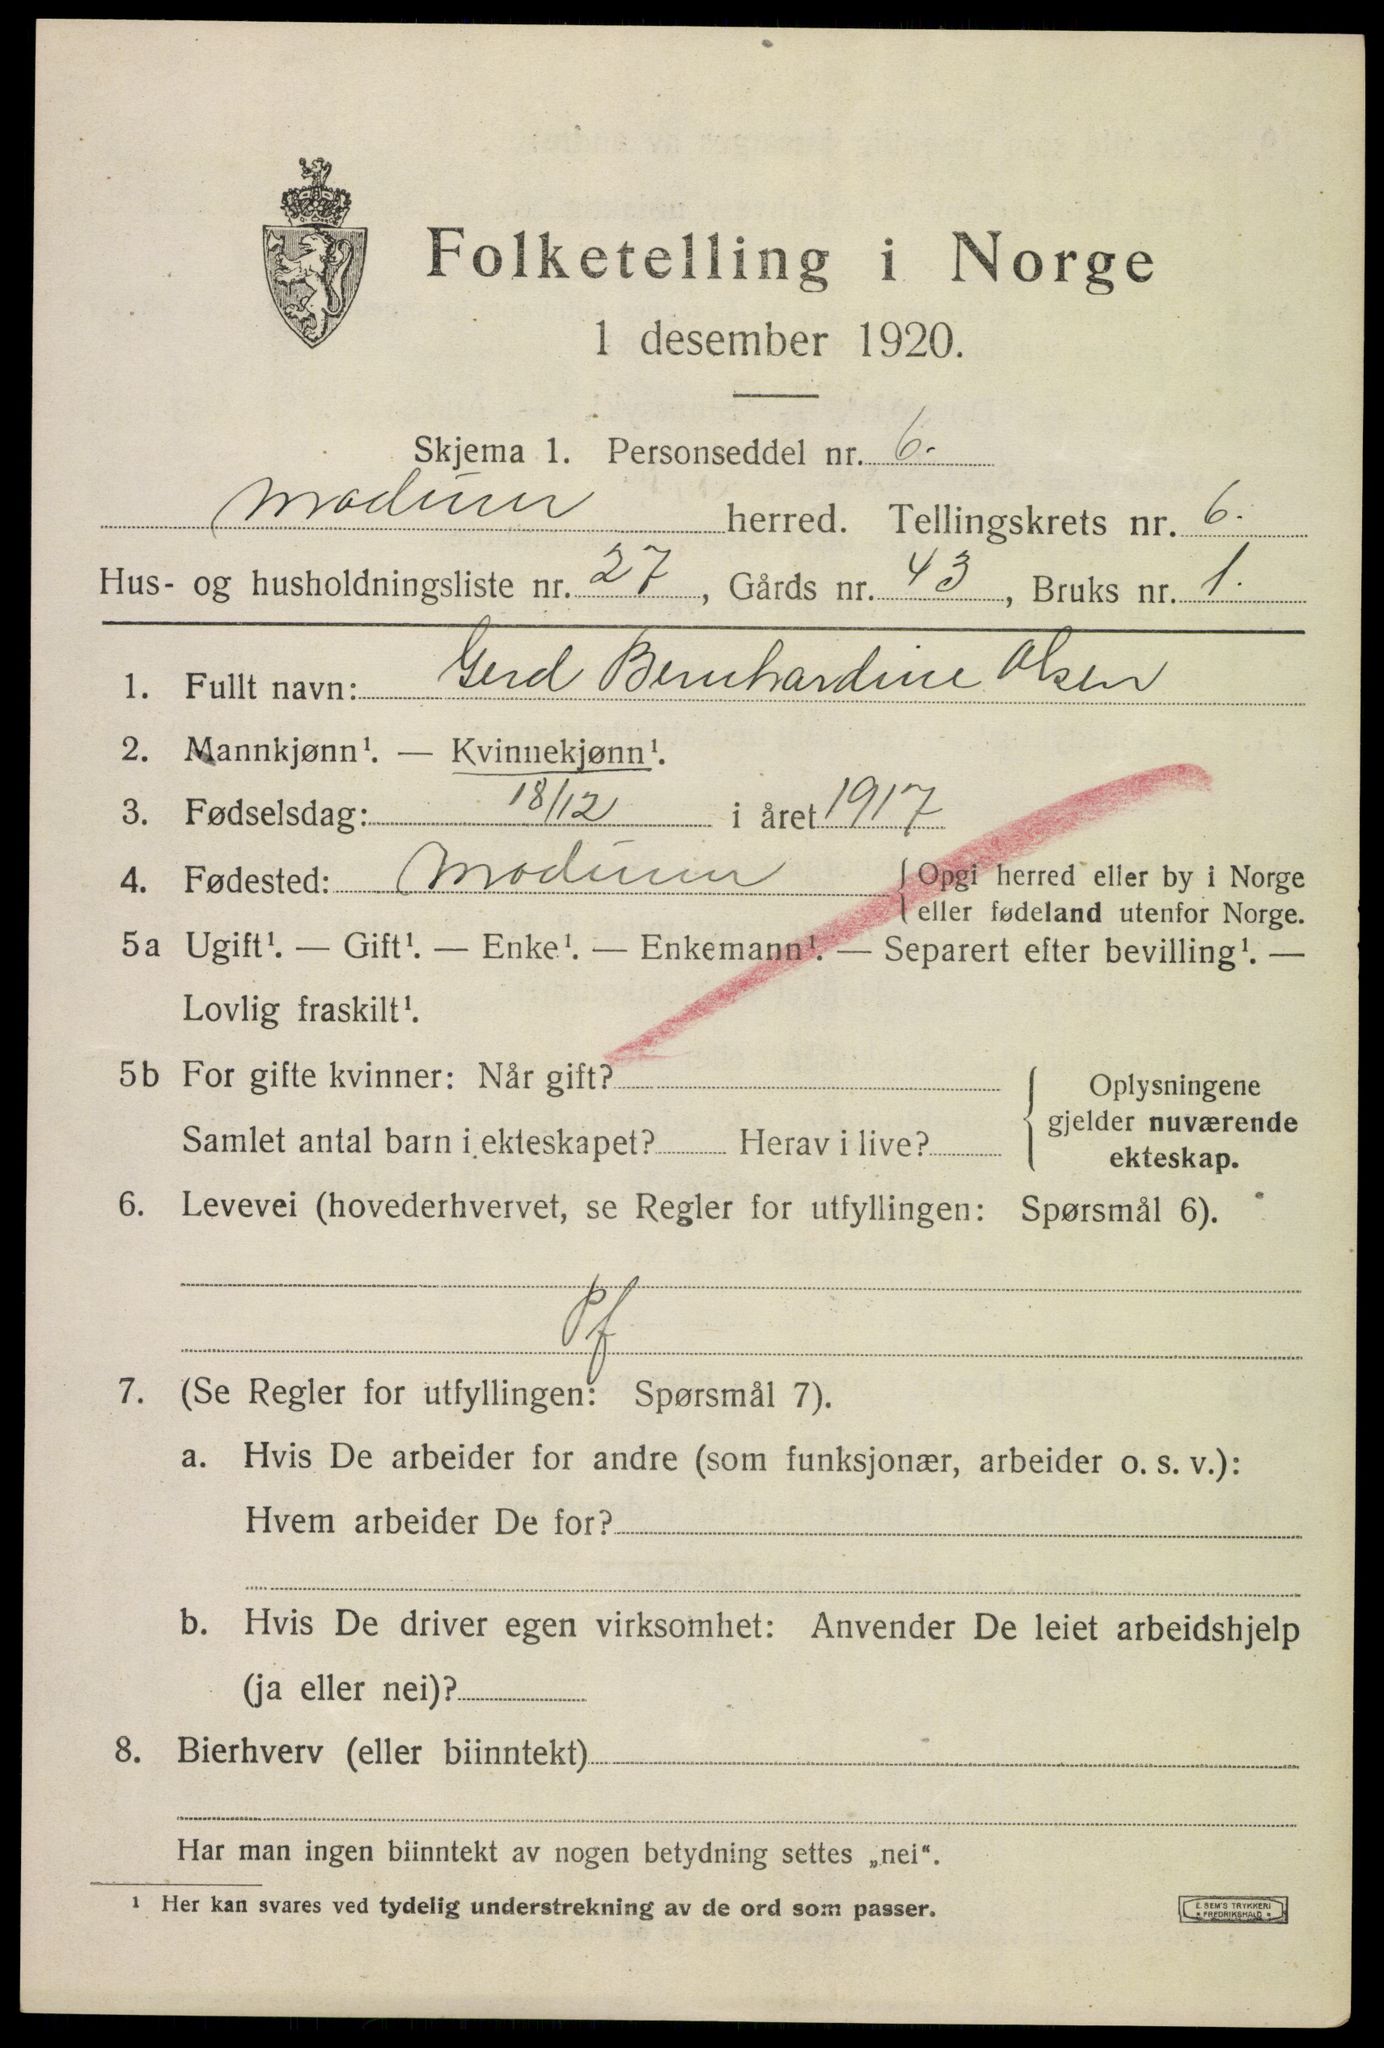 Folketelling i Norge
1 desember 1920.
Skjema 1. Personseddel nr. 6.
Modum herred. Tellingskrets nr. 6.
Hus- og husholdningsliste nr. 27, Gårds nr. 43, Bruks nr. 1.
1. Fullt navn: Gerd Bernhardine Olsen
2. Mannkjønn¹. — Kvinnekjønn¹.
3. Fødselsdag: 18/12 i året 1917
4. Fødested: Modum { Opgi herred eller by i Norge
eller fødeland utenfor Norge.
5a Ugift¹. — Gift¹. — Enke¹. — Enkemann¹. — Separert efter bevilling¹. —
Lovlig fraskilt¹.
5b For gifte kvinner: Når gift?
Samlet antal barn i ekteskapet? Herav i live?
{ Oplysningene
gjelder nuværende
ekteskap.
6. Levevei (hovederhvervet, se Regler for utfyllingen: Spørsmål 6).
Pf
7. (Se Regler for utfyllingen: Spørsmål 7).
a. Hvis De arbeider for andre (som funksjonær, arbeider o. s. v.):
Hvem arbeider De for?
b. Hvis De driver egen virksomhet: Anvender De leiet arbeidshjelp
(ja eller nei)?
8. Bierhverv (eller biinntekt)
Har man ingen biinntekt av nogen betydning settes „nei“.
¹ Her kan svares ved tydelig understrekning av de ord som passer.
E. SEM'S TRYKKERI
* FREDRIKSHALD *